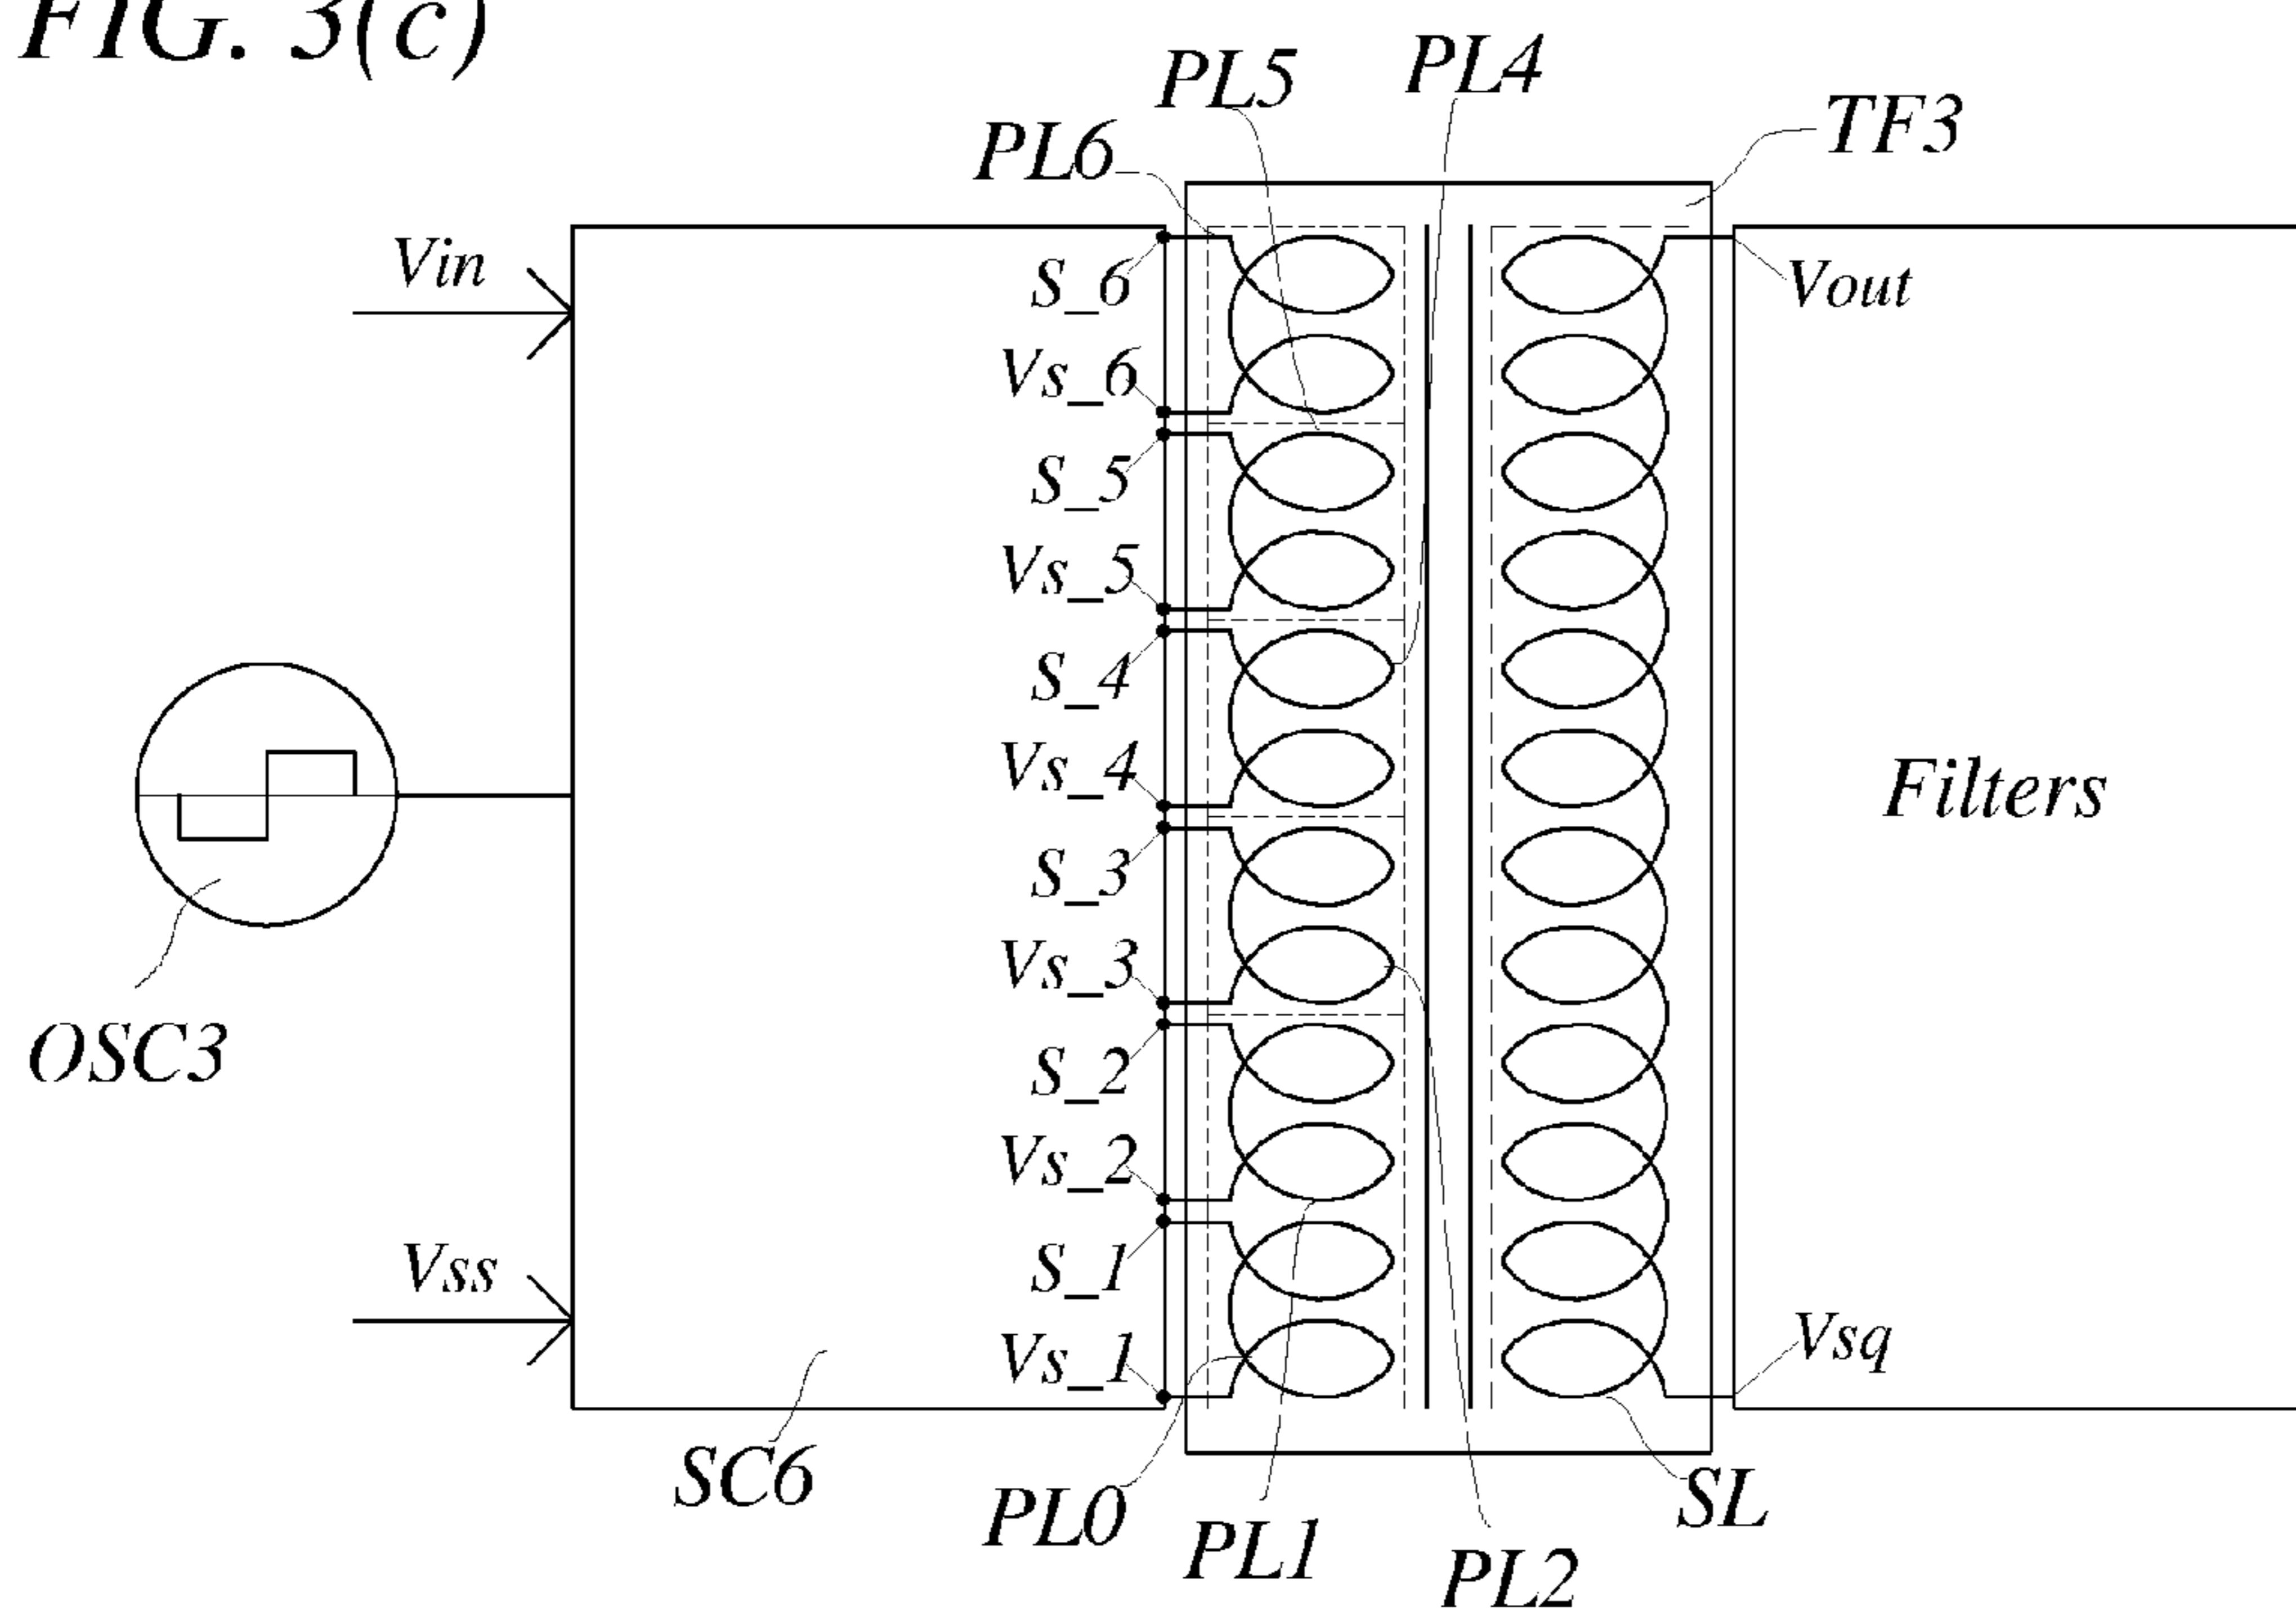 FIG. 3(c)
PL5
PL4
PL6
TF3
Vin
S_6
Vout
Vs_6
S_5
Vs_5
S_4
Vs_4
Filters
S_3
Vs_3
OSC3
S_2
Vs_2
Vss
S_1
Vs_1
Vsq
SC6
PL0
PL1
PL2
SL